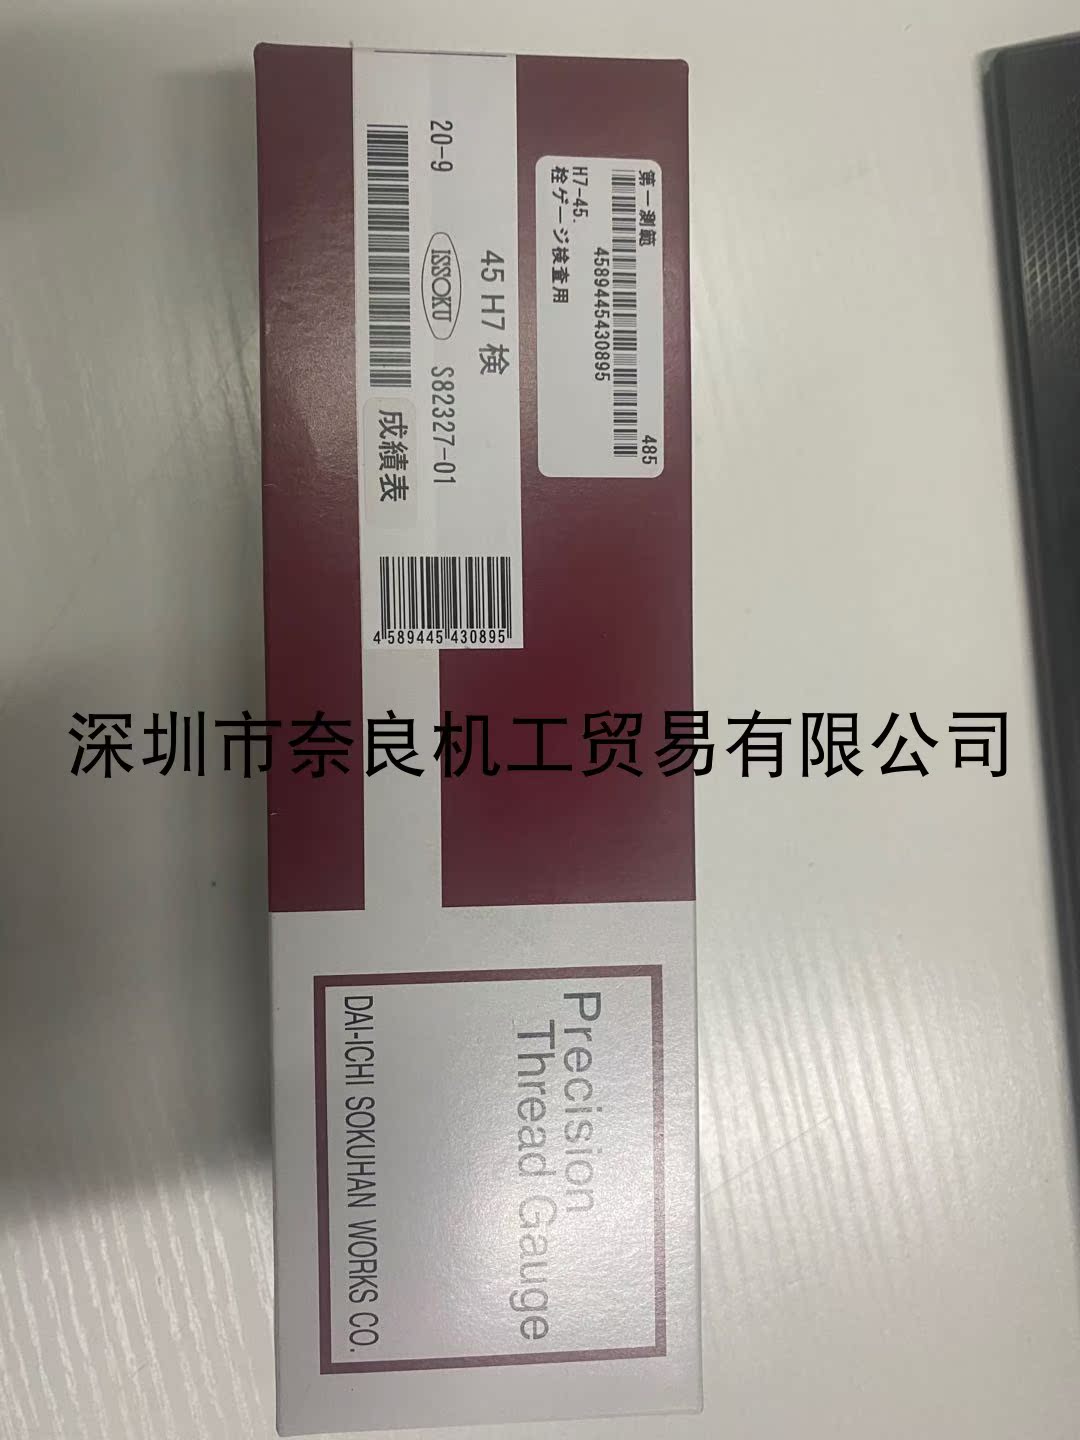 第一測範
485
4589445430895
H7-45.
栓ゲージ検査用
45 H7 検
20-9
ISSOKU
S82327-01
成績表
4 589445 430895
深圳市奈良机工贸易有限公司
Precision
Thread Gauge
DAI-ICHI SOKUHAN WORKS CO.